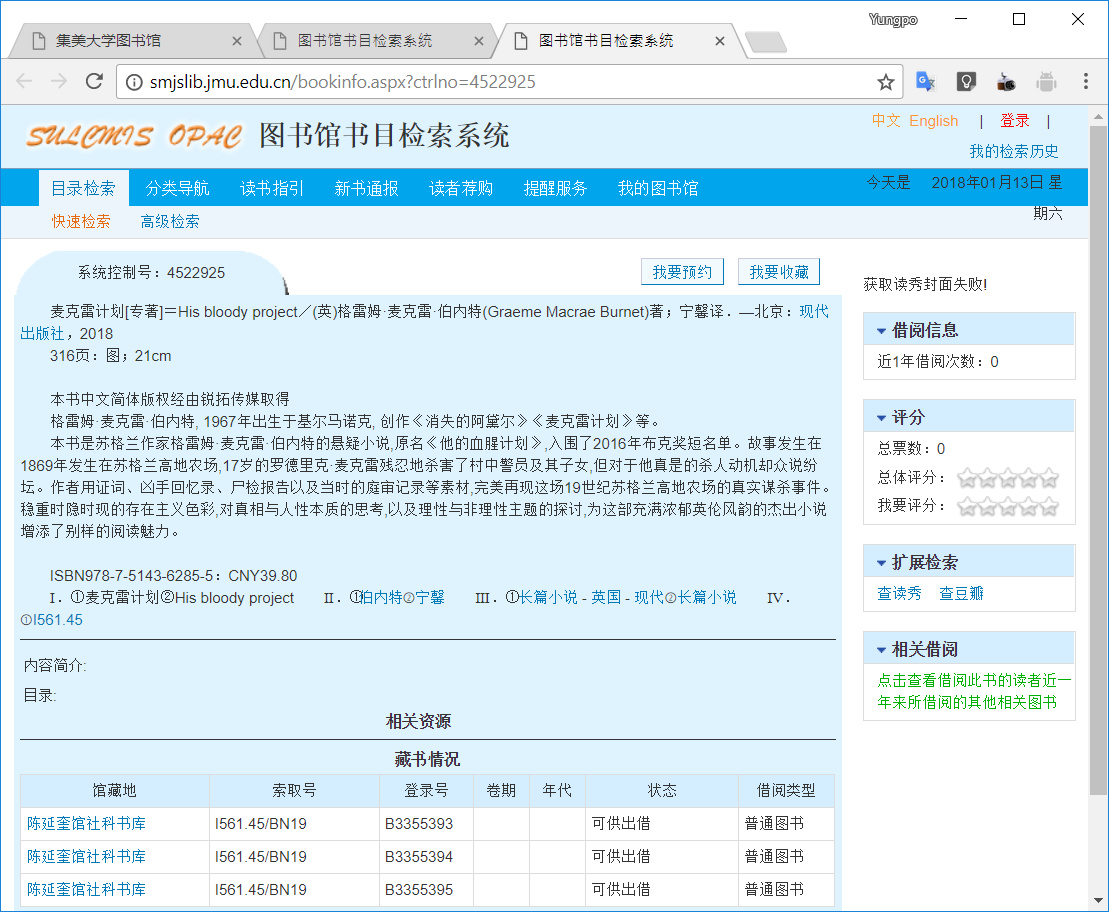 Yungpo
集美大学图书馆
图书馆书目检索系统
图书馆书目检索系统
smjslib.jmu.edu.cn/bookinfo.aspx?ctrlno=4522925
SULCMIS OPAC 图书馆书目检索系统
中文 English | 登录 |
我的检索历史
目录检索 分类导航 读书指引 新书通报 读者荐购 提醒服务 我的图书馆
今天是 2018年01月13日 星
期六
快速检索 高级检索
系统控制号：4522925
我要预约 我要收藏
麦克雷计划[专著]＝His bloody project／(英)格雷姆·麦克雷·伯内特(Graeme Macrae Burnet)著；宁馨译．—北京：现代
出版社，2018
316页：图；21cm
本书中文简体版权经由锐拓传媒取得
格雷姆·麦克雷·伯内特, 1967年出生于基尔马诺克, 创作《消失的阿黛尔》《麦克雷计划》等。
本书是苏格兰作家格雷姆·麦克雷·伯内特的悬疑小说,原名《他的血腥计划》,入围了2016年布克奖短名单。故事发生在
1869年发生在苏格兰高地农场,17岁的罗德里克·麦克雷残忍地杀害了村中警员及其子女,但对于他真是的杀人动机却众说纷
坛。作者用证词、凶手回忆录、尸检报告以及当时的庭审记录等素材,完美再现这场19世纪苏格兰高地农场的真实谋杀事件。
稳重时隐时现的存在主义色彩,对真相与人性本质的思考,以及理性与非理性主题的探讨,为这部充满浓郁英伦风韵的杰出小说
增添了别样的阅读魅力。
ISBN978-7-5143-6285-5：CNY39.80
Ⅰ．①麦克雷计划②His bloody project Ⅱ．①伯内特②宁馨 Ⅲ．①长篇小说－英国－现代②长篇小说 Ⅳ．
①I561.45
内容简介:
目录:
相关资源
藏书情况
馆藏地 索取号 登录号 卷期 年代 状态 借阅类型
陈延奎馆社科书库 I561.45/BN19 B3355393 可供出借 普通图书
陈延奎馆社科书库 I561.45/BN19 B3355394 可供出借 普通图书
陈延奎馆社科书库 I561.45/BN19 B3355395 可供出借 普通图书
获取读秀封面失败!
借阅信息
近1年借阅次数：0
评分
总票数：0
总体评分：
我要评分：
扩展检索
查读秀 查豆瓣
相关借阅
点击查看借阅此书的读者近一
年来所借阅的其他相关图书